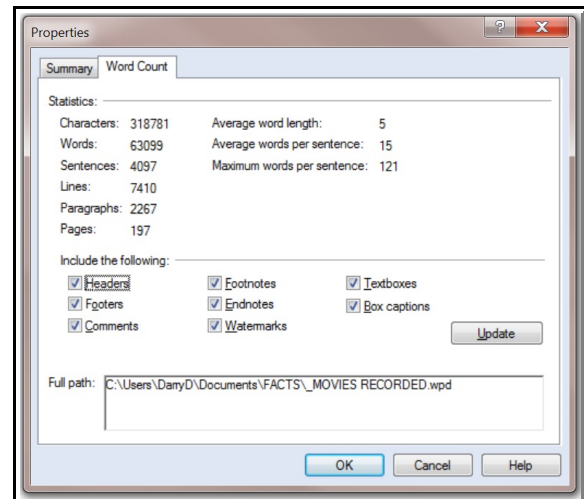 Properties
Summary Word Count
Statistics:
Characters: 318781 Average word length: 5
Words: 63099 Average words per sentence: 15
Sentences: 4097 Maximum words per sentence: 121
Lines: 7410
Paragraphs: 2267
Pages: 197
Include the following:
Headers Footnotes Textboxes
Footers Endnotes Box captions
Comments Watermarks
Update
Full path: C:\Users\DarryD\Documents\FACTS\_MOVIES RECORDED.wpd
OK Cancel Help